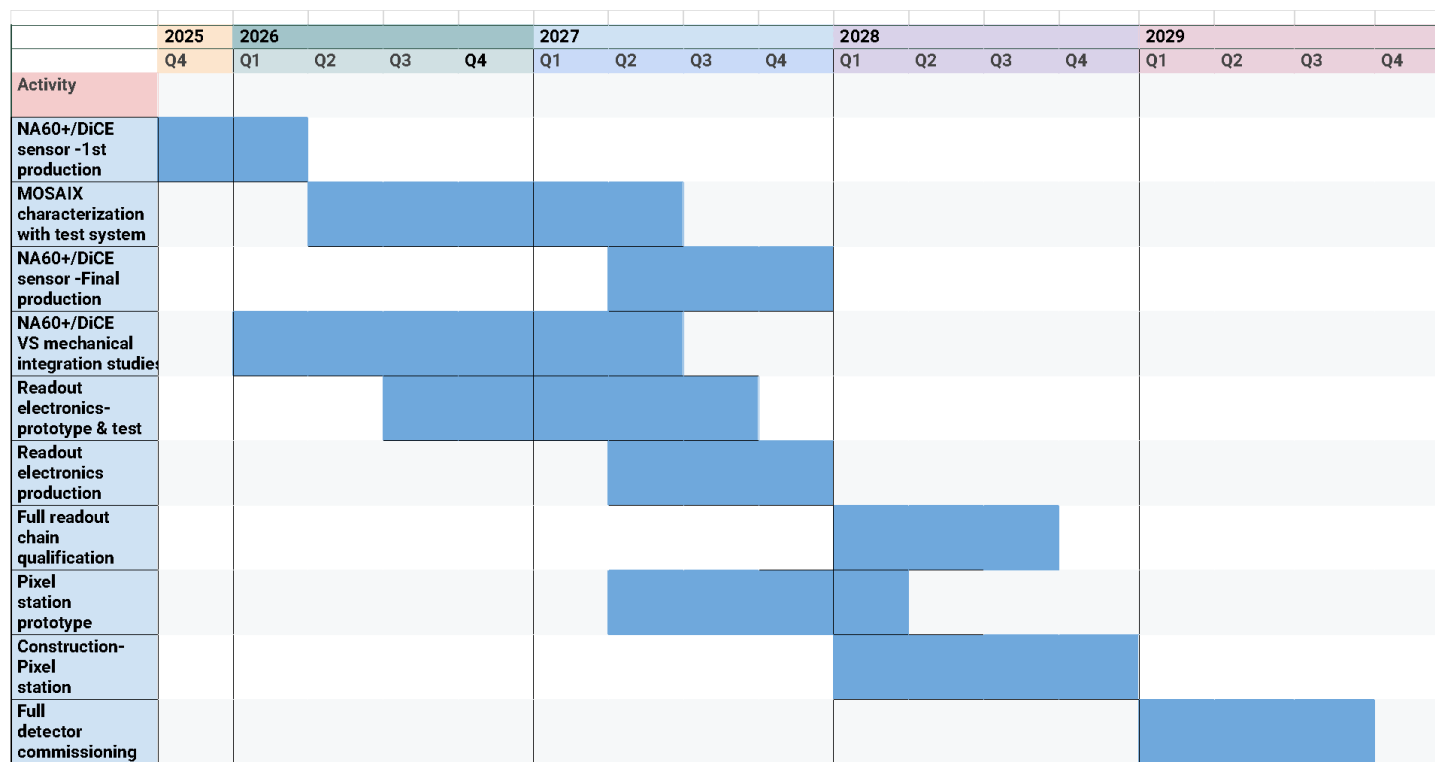 2025 2026 2027 2028 2029
Q4 Q1 Q2 Q3 Q4 Q1 Q2 Q3 Q4 Q1 Q2 Q3 Q4 Q1 Q2 Q3 Q4
Activity
NA60+/DiCE
sensor -1st
production
MOSAIX
characterization
with test system
NA60+/DiCE
sensor -Final
production
NA60+/DiCE
VS mechanical
integration studies
Readout
electronics-
prototype & test
Readout
electronics
production
Full readout
chain
qualification
Pixel
station
prototype
Construction-
Pixel
station
Full
detector
commissioning